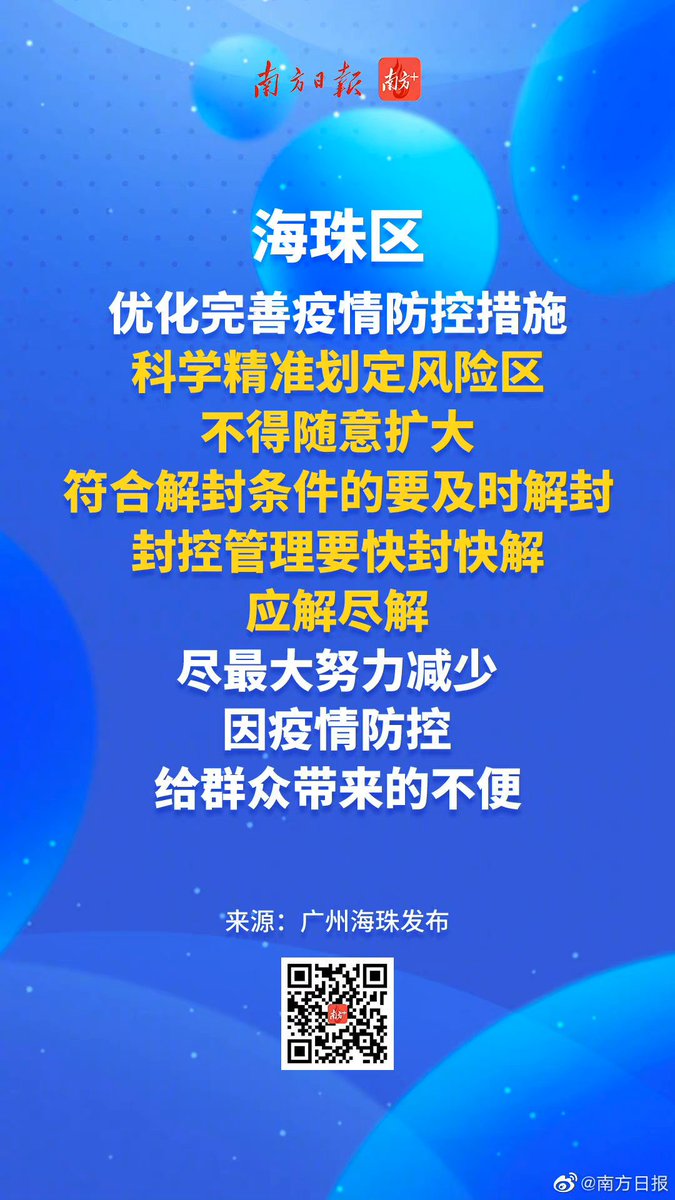 南方日报 南方+
海珠区
优化完善疫情防控措施
科学精准划定风险区
不得随意扩大
符合解封条件的要及时解封
封控管理要快封快解
应解尽解
尽最大努力减少
因疫情防控
给群众带来的不便
来源：广州海珠发布
南方+
@南方日报